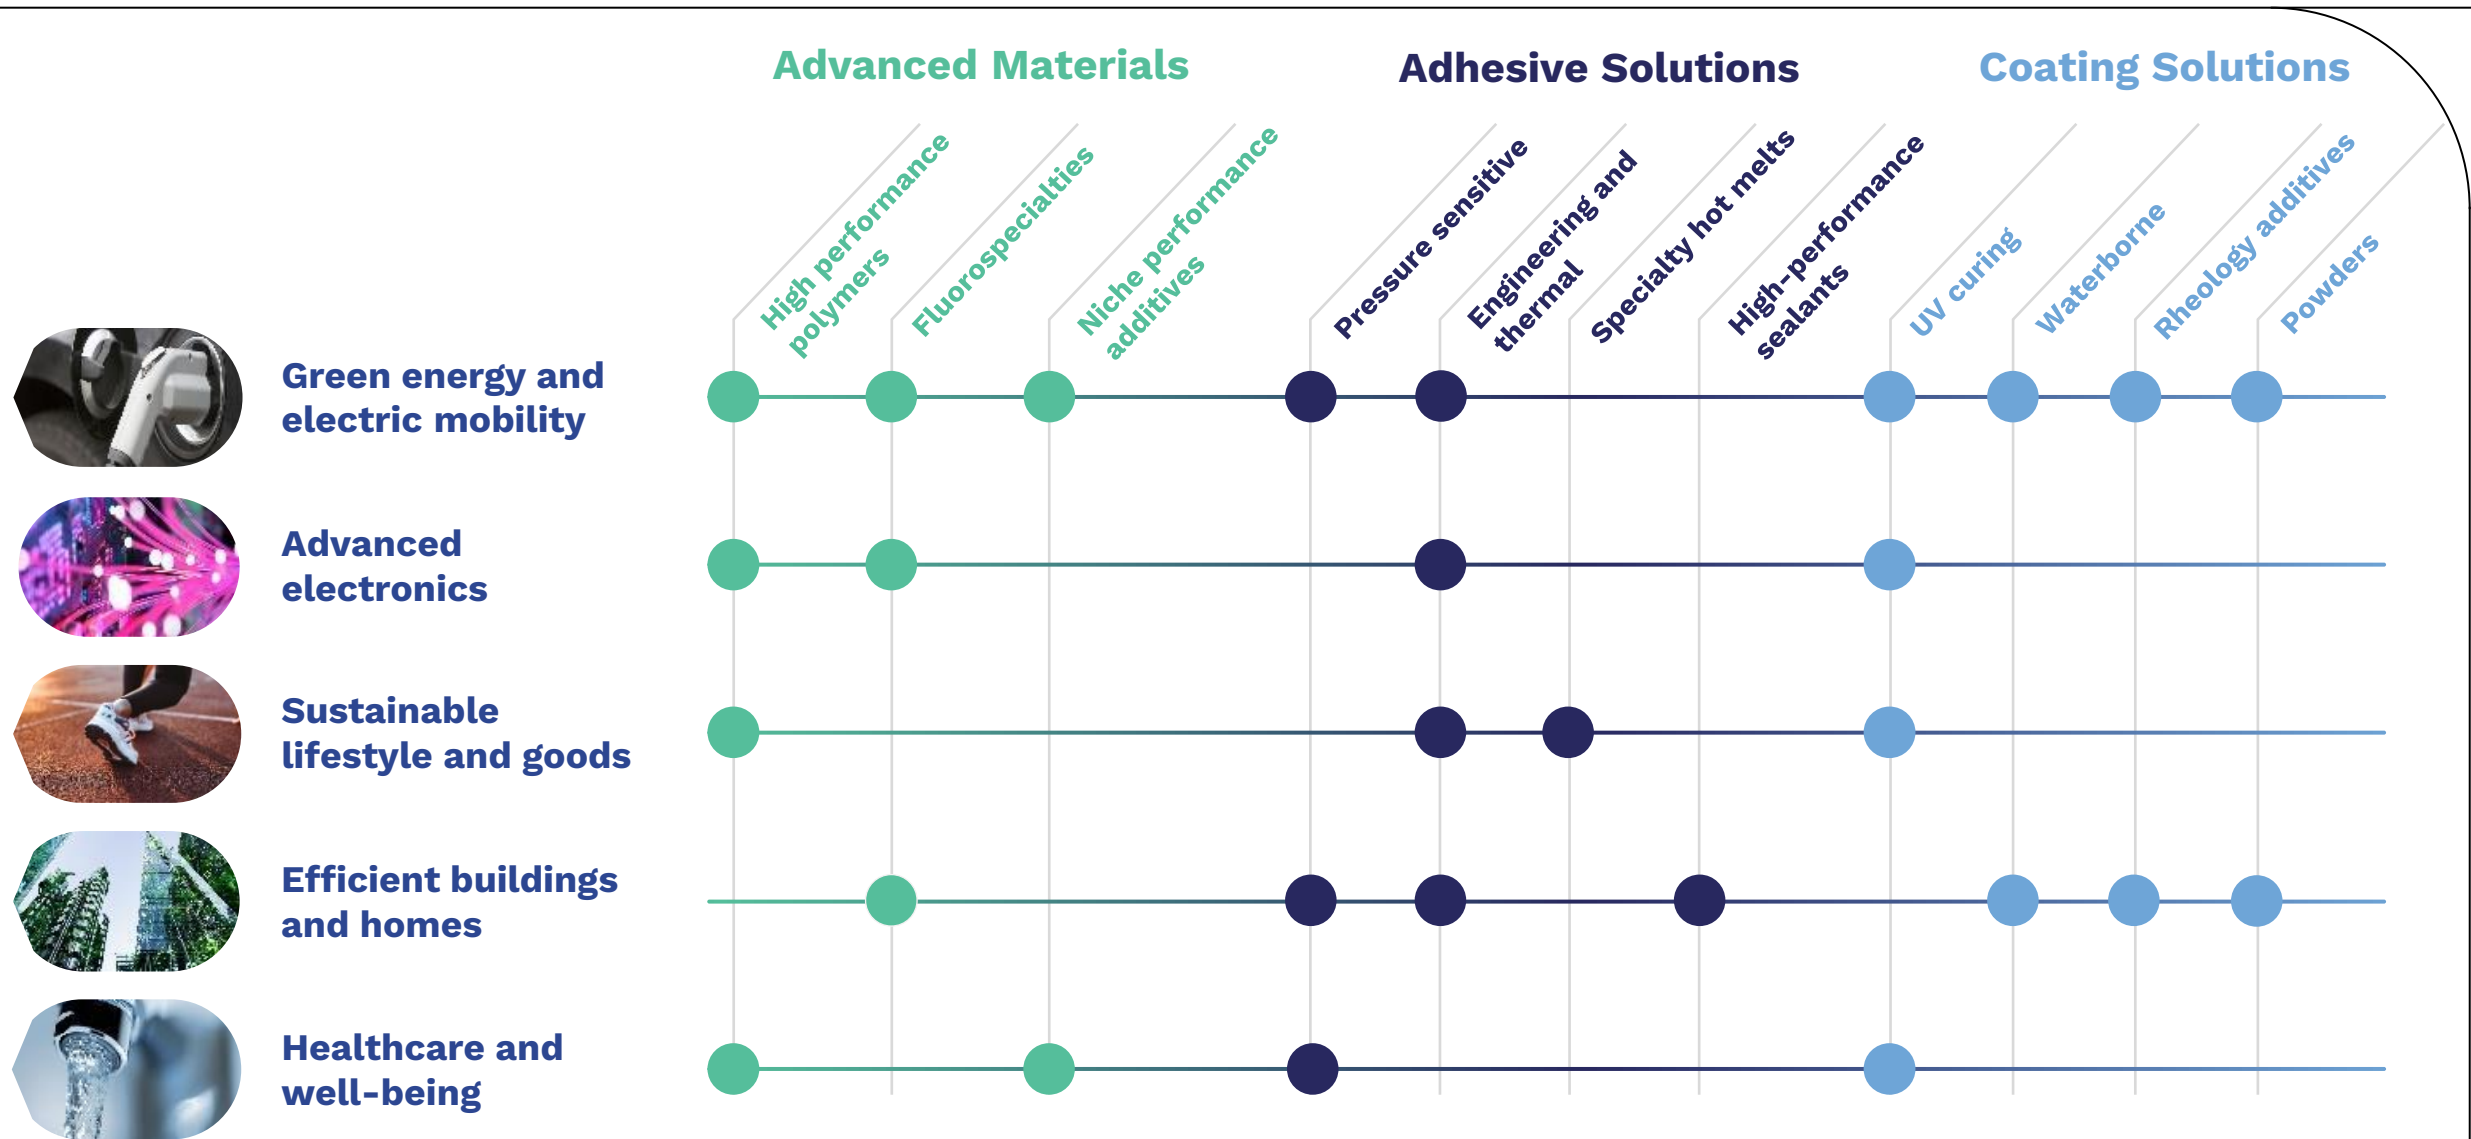 Advanced Materials
Adhesive Solutions
Coating Solutions
High performance
polymers
Fluorospecialties
Niche performance
additives
Pressure sensitive
Engineering and
thermal
Specialty hot melts
High-performance
sealants
UV curing
Waterborne
Rheology additives
Powders
Green energy and
electric mobility
Advanced
electronics
Sustainable
lifestyle and goods
Efficient buildings
and homes
Healthcare and
well-being